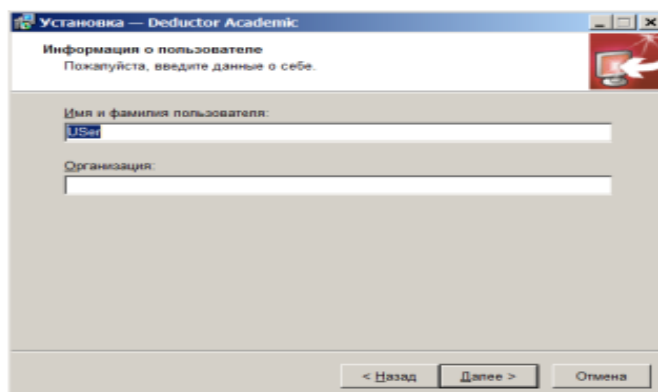 Установка — Deductor Academic
Информация о пользователе
Пожалуйста, введите данные о себе.
Имя и фамилия пользователя:
USer
Организация:
< Назад
Далее >
Отмена